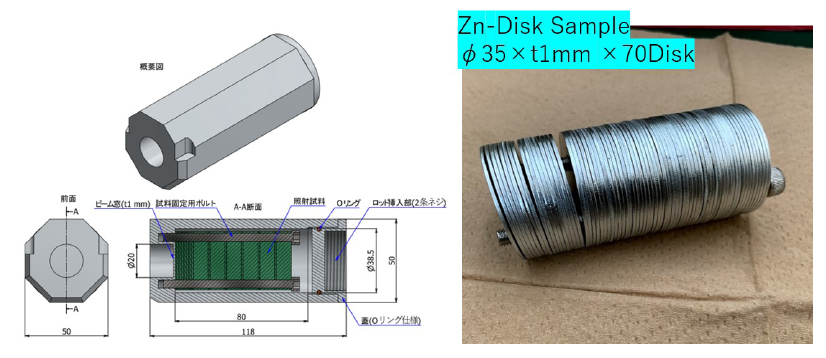 概要図
Zn-Disk Sample
φ35×t1mm ×70Disk
前面
A
A
50
ビーム窓(t1 mm)
試料固定用ボルト
A-A断面
照射試料
Oリング
ロット挿入部(2条ネジ)
Ø20
Ø38.5
50
80
118
蓋(Oリング仕様)